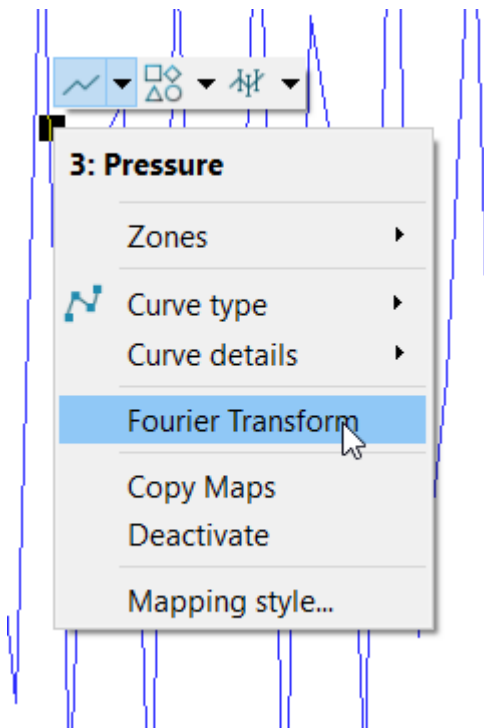 3: Pressure
Zones
Curve type
Curve details
Fourier Transform
Copy Maps
Deactivate
Mapping style...